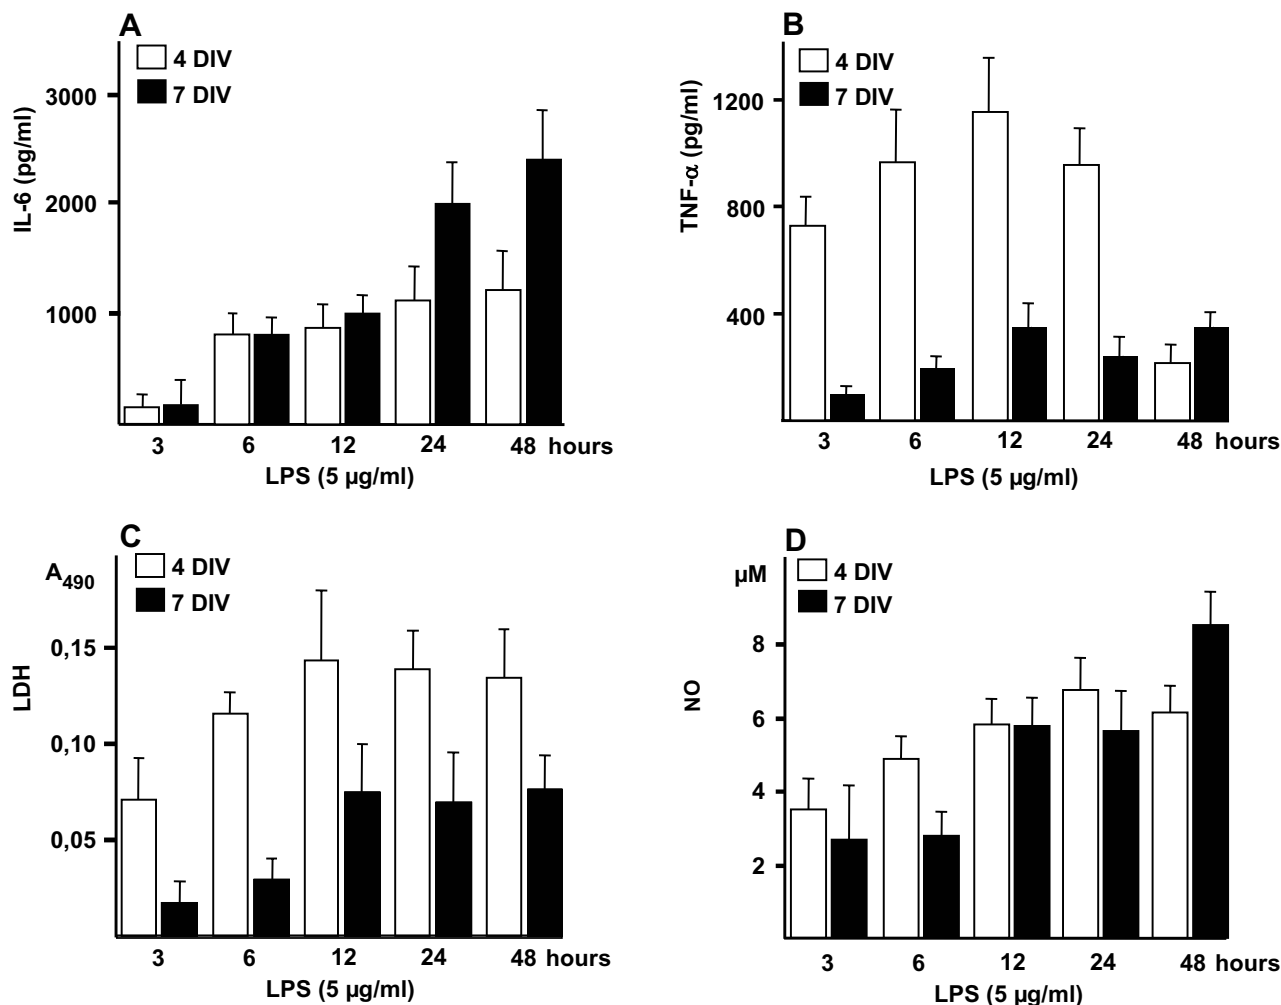 A
4 DIV
7 DIV
IL-6 (pg/ml)
3000
2000
1000
3 6 12 24 48 hours
LPS (5 µg/ml)
B
4 DIV
7 DIV
TNF-α (pg/ml)
1200
800
400
3 6 12 24 48 hours
LPS (5 µg/ml)
C
A490
4 DIV
7 DIV
LDH
0,15
0,10
0,05
3 6 12 24 48 hours
LPS (5 µg/ml)
D
µM
4 DIV
7 DIV
NO
8
6
4
2
3 6 12 24 48 hours
LPS (5 µg/ml)